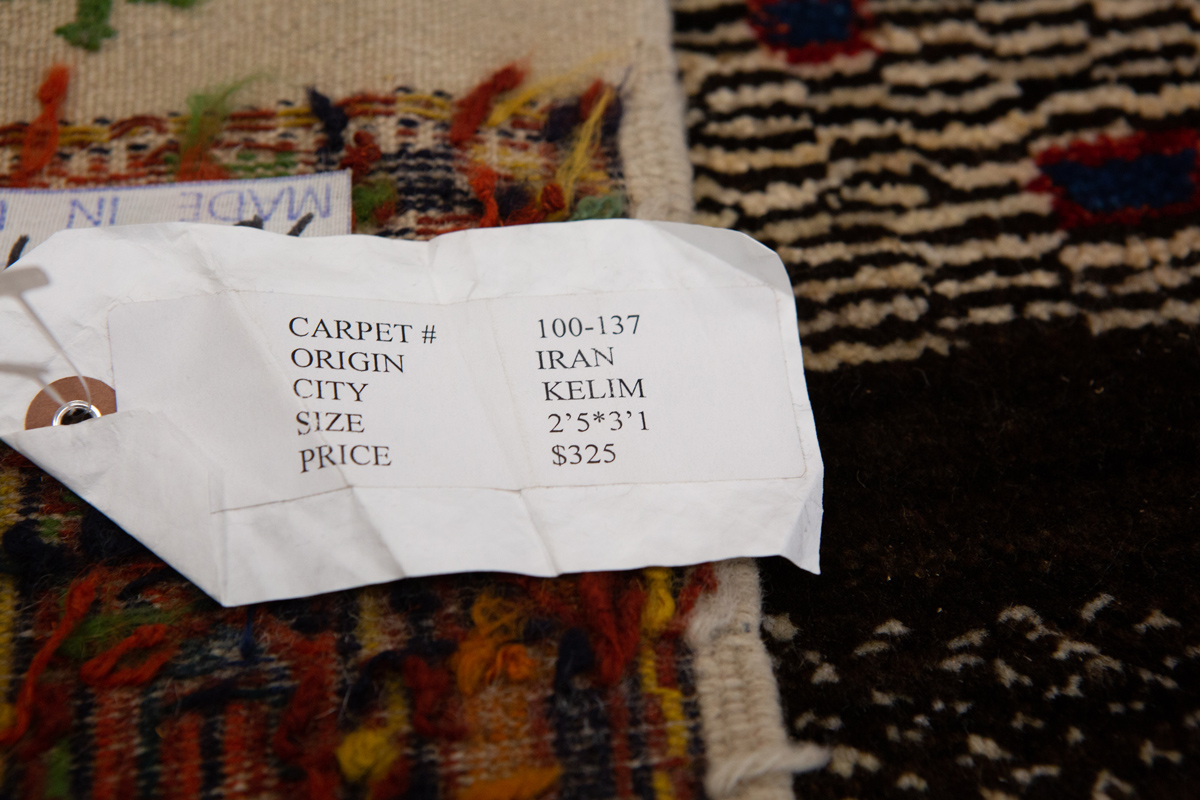 MADE IN
CARPET # 100-137
ORIGIN IRAN
CITY KELIM
SIZE 2'5*3'1
PRICE $325